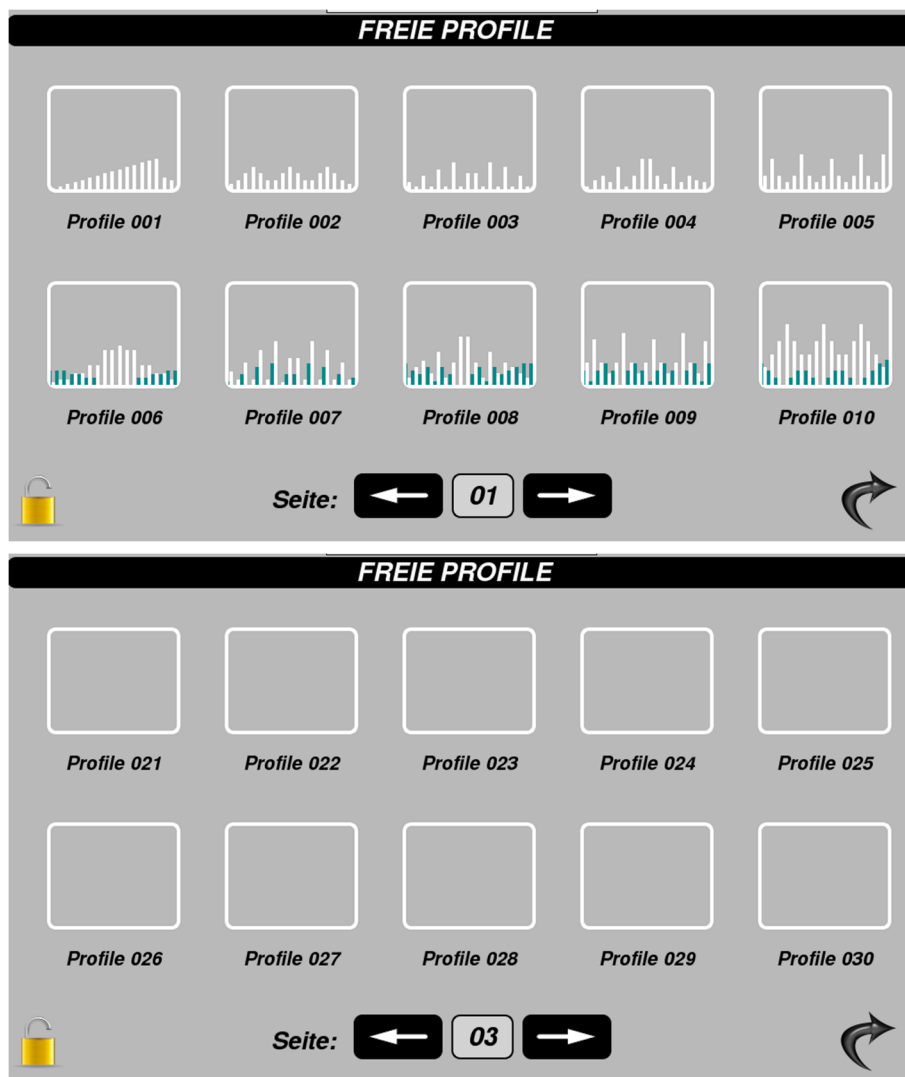 FREIE PROFILE
Profile 001 Profile 002 Profile 003 Profile 004 Profile 005
Profile 006 Profile 007 Profile 008 Profile 009 Profile 010
Seite: 01
FREIE PROFILE
Profile 021 Profile 022 Profile 023 Profile 024 Profile 025
Profile 026 Profile 027 Profile 028 Profile 029 Profile 030
Seite: 03